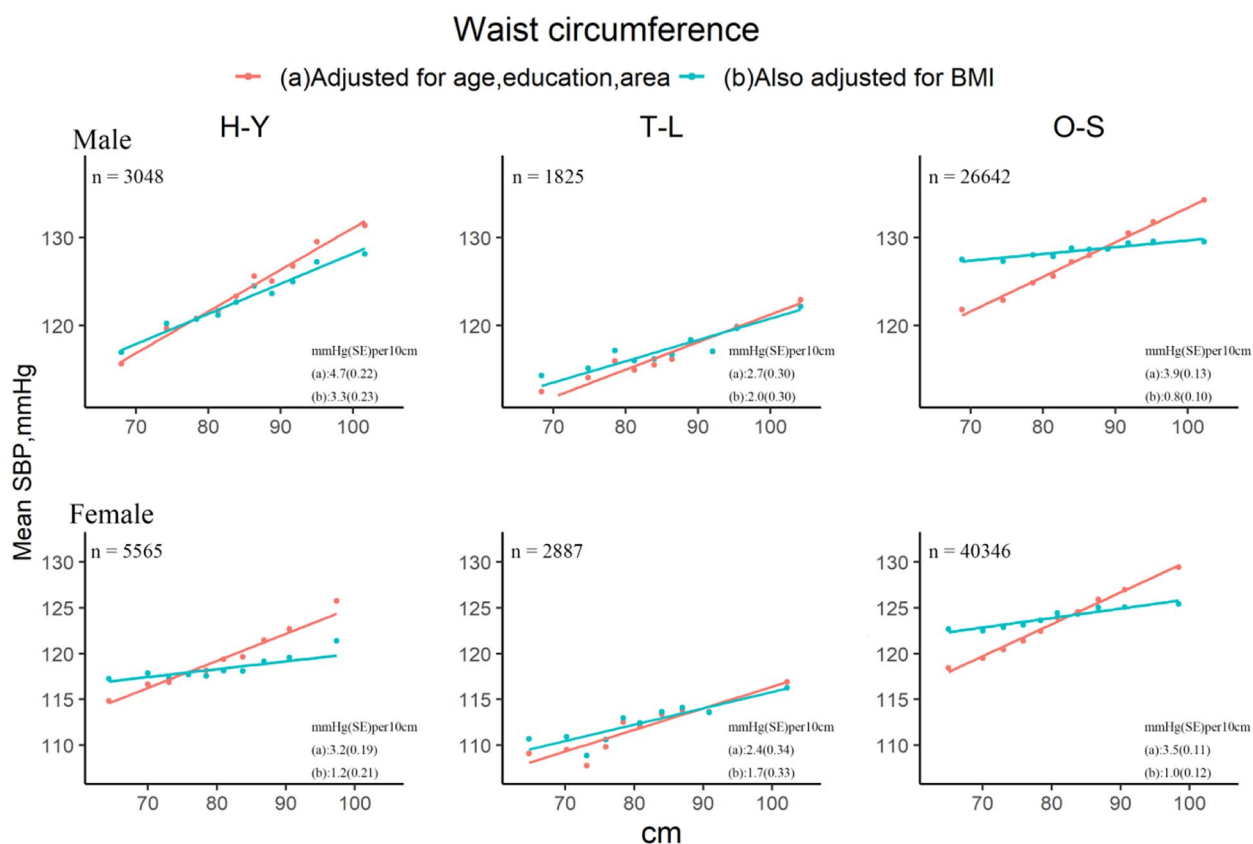 Waist circumference
(a)Adjusted for age,education,area (b)Also adjusted for BMI
H-Y T-L O-S
Male
n = 3048 n = 1825 n = 26642
130 130 130
120 120 120
mmHg(SE)per10cm mmHg(SE)per10cm mmHg(SE)per10cm
(a):4.7(0.22) (a):2.7(0.30) (a):3.9(0.13)
(b):3.3(0.23) (b):2.0(0.30) (b):0.8(0.10)
70 80 90 100 70 80 90 100 70 80 90 100
Mean SBP,mmHg
Female
n = 5565 n = 2887 n = 40346
130 130 130
125 125 125
120 120 120
115 115 115
110 110 110
mmHg(SE)per10cm mmHg(SE)per10cm mmHg(SE)per10cm
(a):3.2(0.19) (a):2.4(0.34) (a):3.5(0.11)
(b):1.2(0.21) (b):1.7(0.33) (b):1.0(0.12)
70 80 90 100 70 80 90 100 70 80 90 100
cm